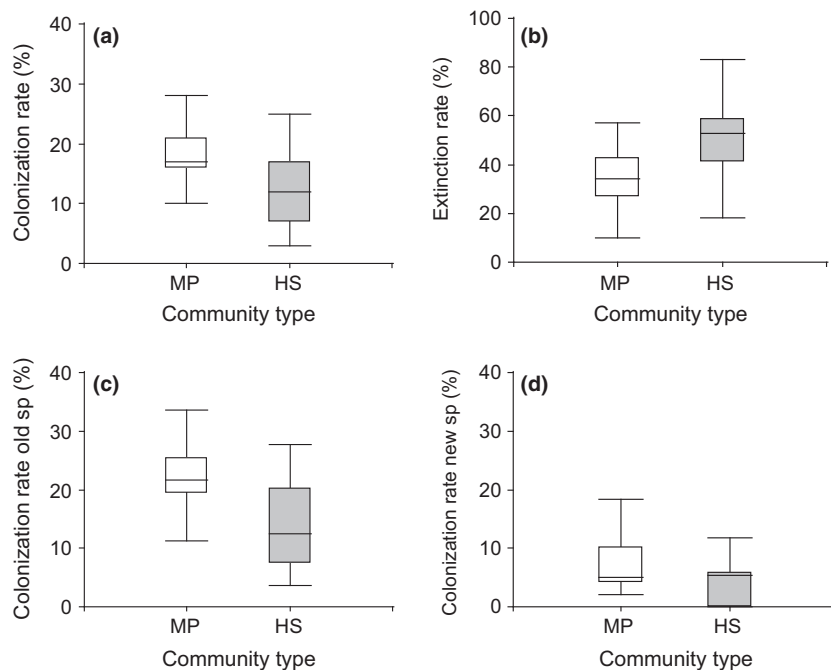 (a)
Colonization rate (%)
40
30
20
10
0
MP HS
Community type
(b)
Extinction rate (%)
100
80
60
40
20
0
MP HS
Community type
(c)
Colonization rate old sp (%)
40
30
20
10
0
MP HS
Community type
(d)
Colonization rate new sp (%)
40
30
20
10
0
MP HS
Community type